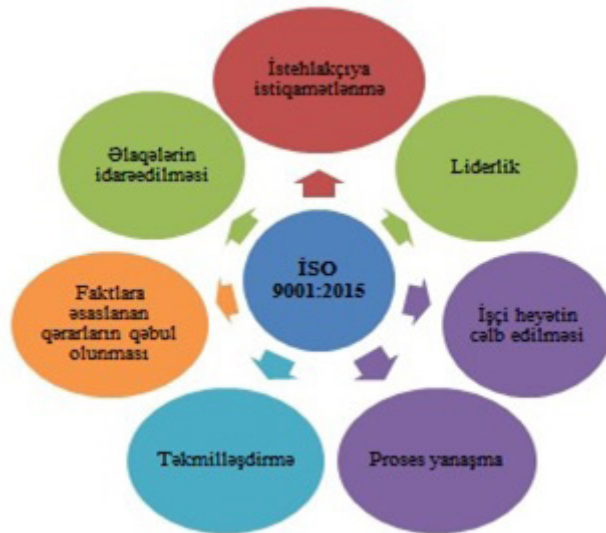 İstehlakçıya
istiqamətlənmə
Liderlik
İşçi heyətin
cəlb edilməsi
Proses yanaşma
Təkmilləşdirmə
Faktlara
əsaslanan
qərarların qəbul
olunması
Əlaqələrin
idarəedilməsi
İSO
9001:2015